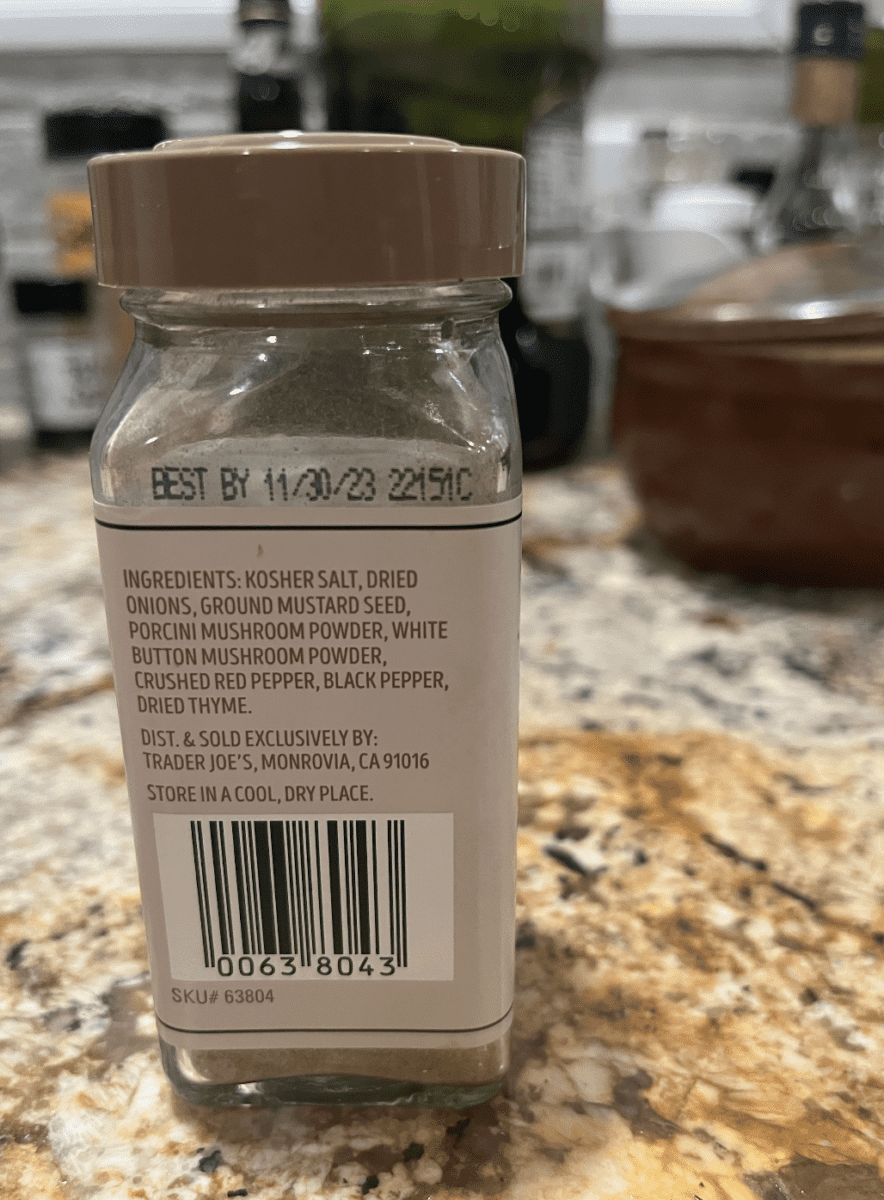 BEST BY 11/30/23 22151C
INGREDIENTS: KOSHER SALT, DRIED
ONIONS, GROUND MUSTARD SEED,
PORCINI MUSHROOM POWDER, WHITE
BUTTON MUSHROOM POWDER,
CRUSHED RED PEPPER, BLACK PEPPER,
DRIED THYME.
DIST. & SOLD EXCLUSIVELY BY:
TRADER JOE'S, MONROVIA, CA 91016
STORE IN A COOL, DRY PLACE.
0063 8043
SKU# 63804